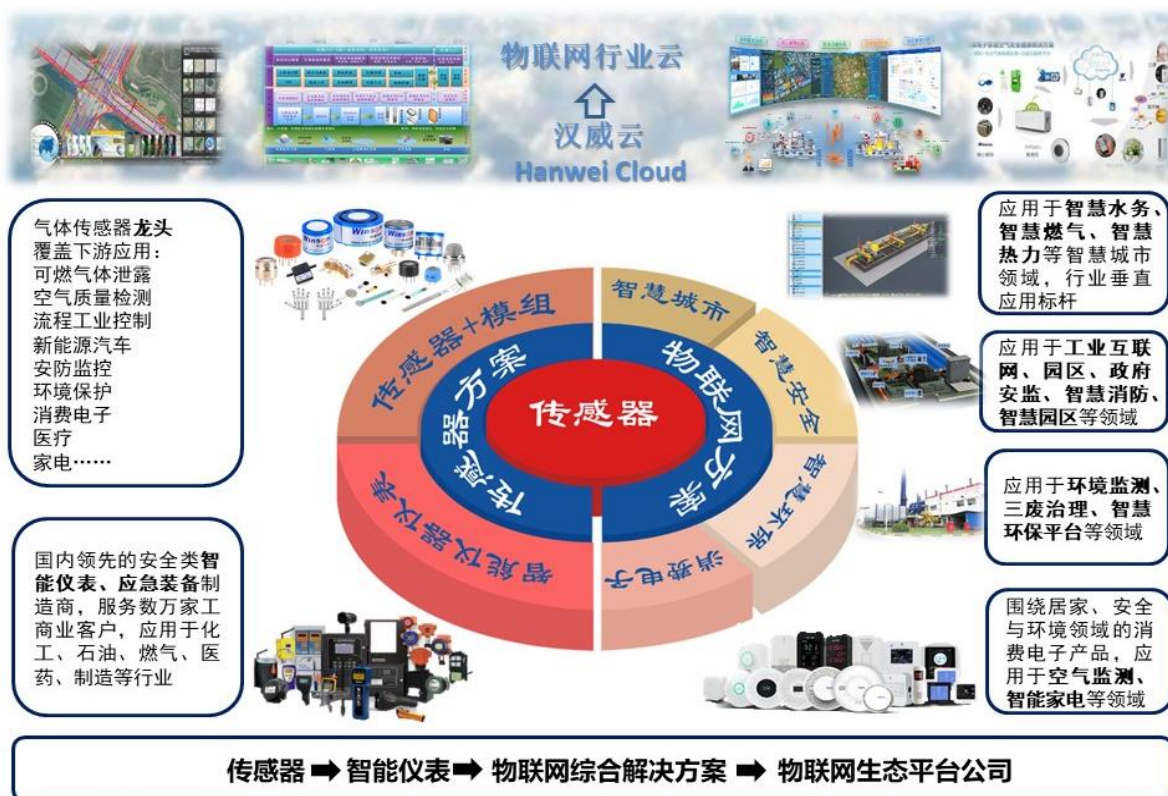 物联网行业云
汉威云
Hanwei Cloud
气体传感器龙头
覆盖下游应用：
可燃气体泄露
空气质量检测
流程工业控制
新能源汽车
安防监控
环境保护
消费电子
医疗
家电……
国内领先的安全类智
能仪表、应急装备制
造商，服务数万家工
商业客户，应用于化
工、石油、燃气、医
药、制造等行业
Winsen
传感器
传感器方案
物联网方案
传感器+模组
智能仪器仪表
智慧城市
智慧安全
智慧环保
消费电子
应用于智慧水务、
智慧燃气、智慧
热力等智慧城市
领域，行业垂直
应用标杆
应用于工业互联
网、园区、政府
安监、智慧消防、
智慧园区等领域
应用于环境监测、
三废治理、智慧
环保平台等领域
围绕居家、安全
与环境领域的消
费电子产品，应
用于空气监测、
智能家电等领域
传感器➡智能仪表➡物联网综合解决方案➡物联网生态平台公司